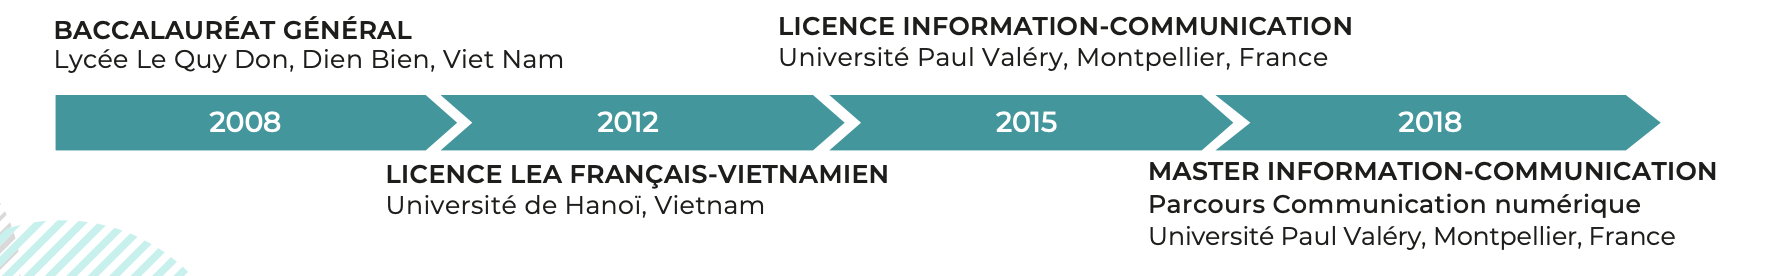 BACCALAURÉAT GÉNÉRAL
Lycée Le Quy Don, Dien Bien, Viet Nam
LICENCE INFORMATION-COMMUNICATION
Université Paul Valéry, Montpellier, France
2008
2012
2015
2018
LICENCE LEA FRANÇAIS-VIETNAMIEN
Université de Hanoï, Vietnam
MASTER INFORMATION-COMMUNICATION
Parcours Communication numérique
Université Paul Valéry, Montpellier, France